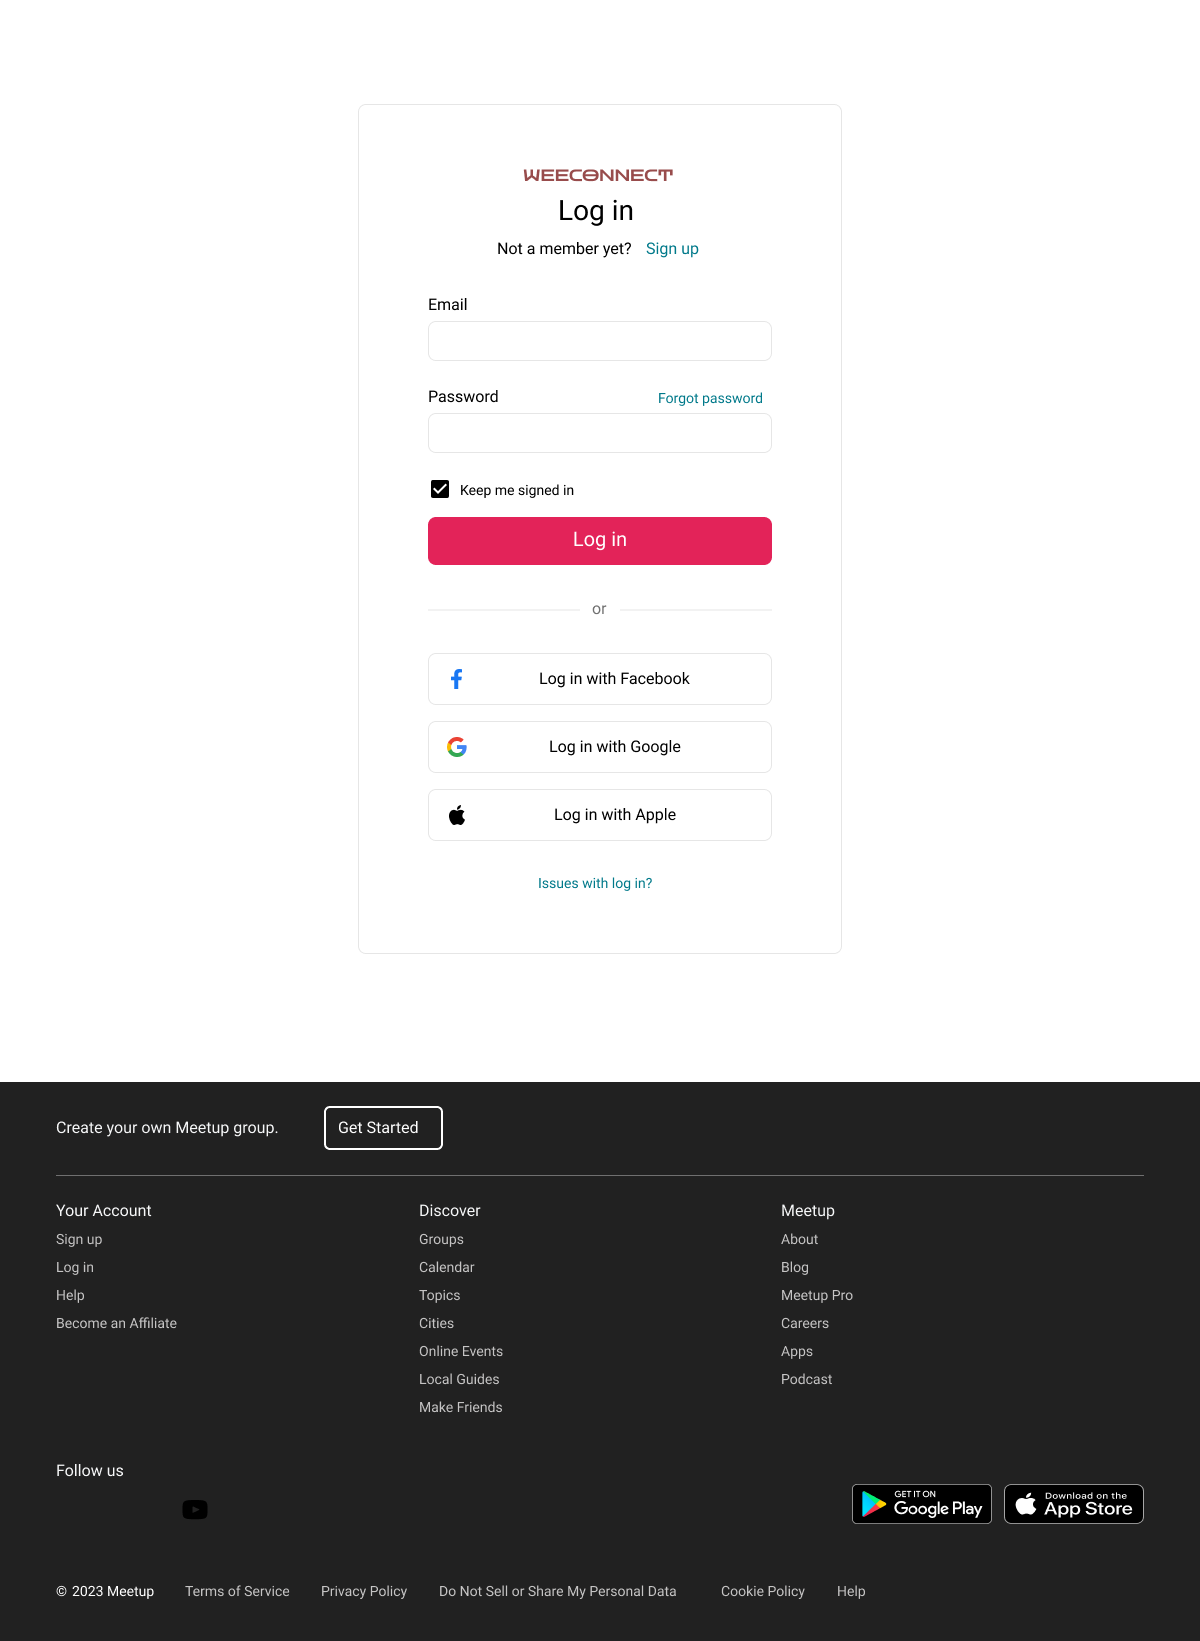 WEECONNECT
Log in
Not a member yet? Sign up
Email
Password Forgot password
Keep me signed in
Log in
or
Log in with Facebook
Log in with Google
Log in with Apple
Issues with log in?
Create your own Meetup group. Get Started
Your Account
Sign up
Log in
Help
Become an Affiliate
Discover
Groups
Calendar
Topics
Cities
Online Events
Local Guides
Make Friends
Meetup
About
Blog
Meetup Pro
Careers
Apps
Podcast
Follow us
GET IT ON
Google Play
Download on the
App Store
© 2023 Meetup Terms of Service Privacy Policy Do Not Sell or Share My Personal Data Cookie Policy Help